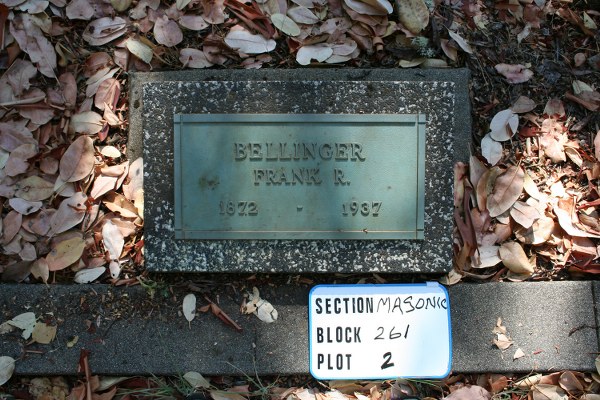 BELLINGER
FRANK R.
1872 - 1937
SECTION MASONIC
BLOCK 261
PLOT 2